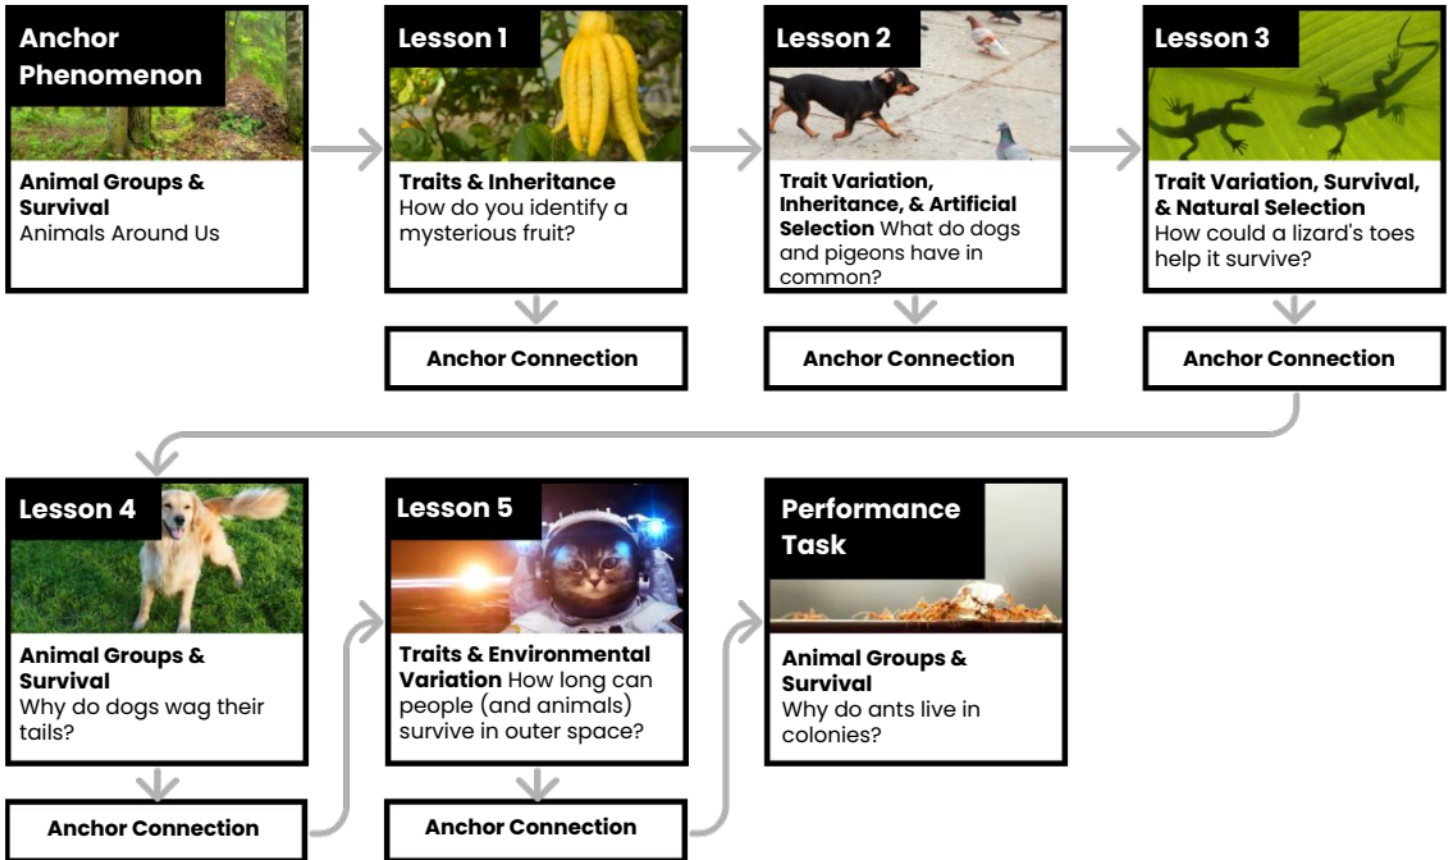 Anchor
Phenomenon
Animal Groups &
Survival
Animals Around Us
Lesson 1
Traits & Inheritance
How do you identify a
mysterious fruit?
Anchor Connection
Lesson 2
Trait Variation,
Inheritance, & Artificial
Selection What do dogs
and pigeons have in
common?
Anchor Connection
Lesson 3
Trait Variation, Survival,
& Natural Selection
How could a lizard's toes
help it survive?
Anchor Connection
Lesson 4
Animal Groups &
Survival
Why do dogs wag their
tails?
Anchor Connection
Lesson 5
Traits & Environmental
Variation How long can
people (and animals)
survive in outer space?
Anchor Connection
Performance
Task
Animal Groups &
Survival
Why do ants live in
colonies?